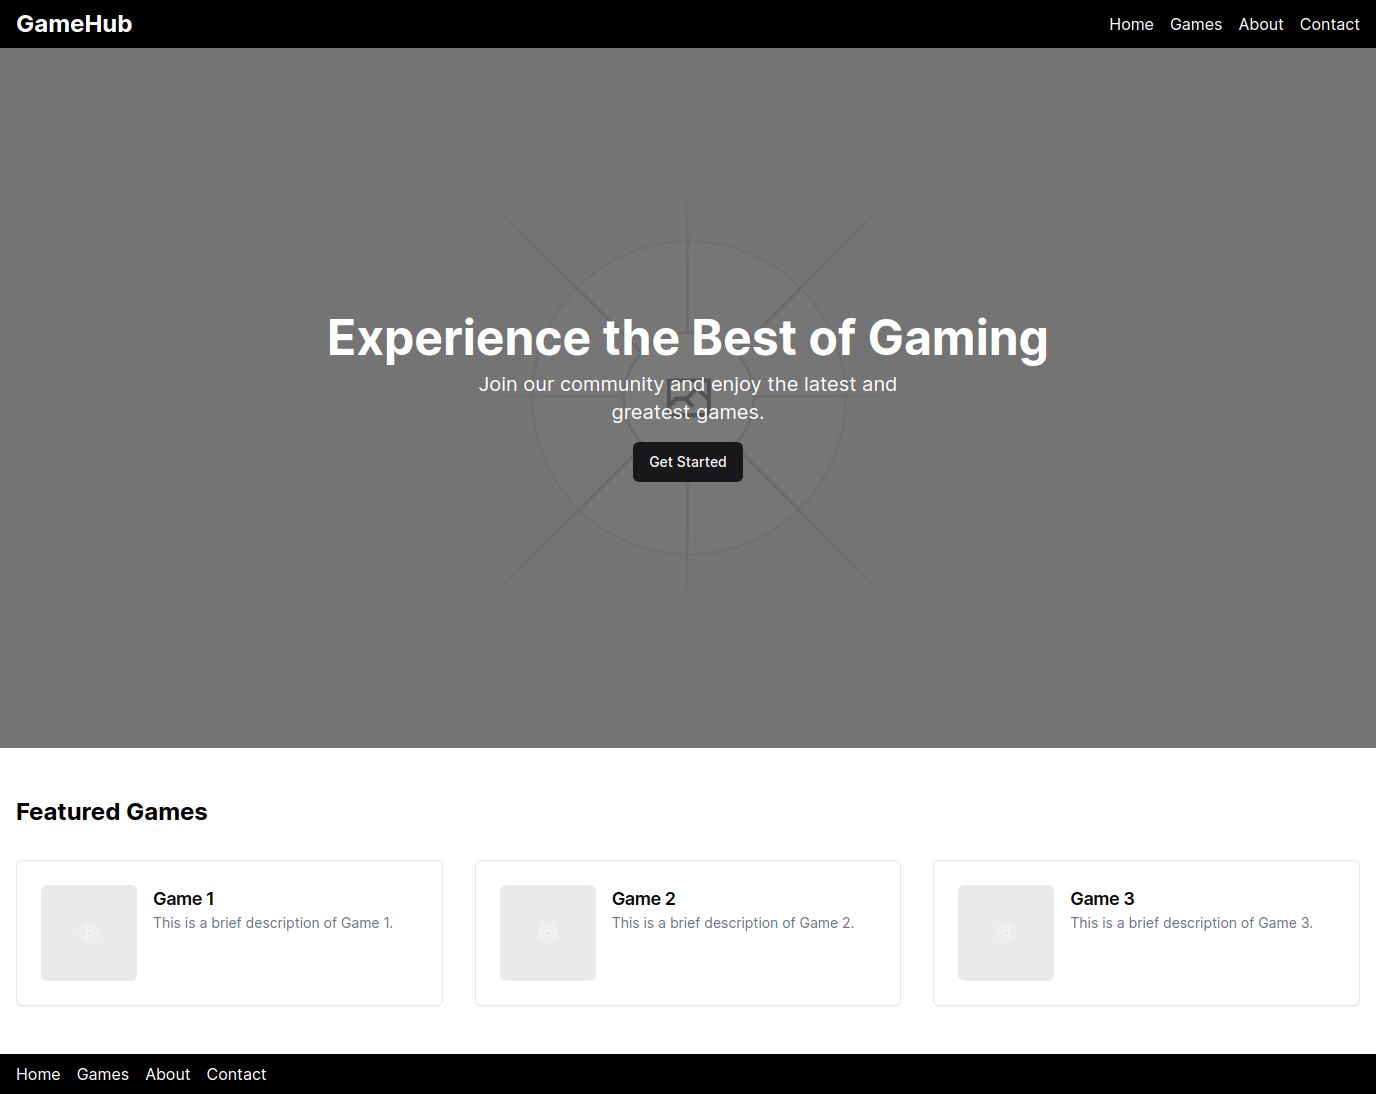 GameHub
Home Games About Contact
Experience the Best of Gaming
Join our community and enjoy the latest and
greatest games.
Get Started
Featured Games
Game 1
This is a brief description of Game 1.
Game 2
This is a brief description of Game 2.
Game 3
This is a brief description of Game 3.
Home Games About Contact